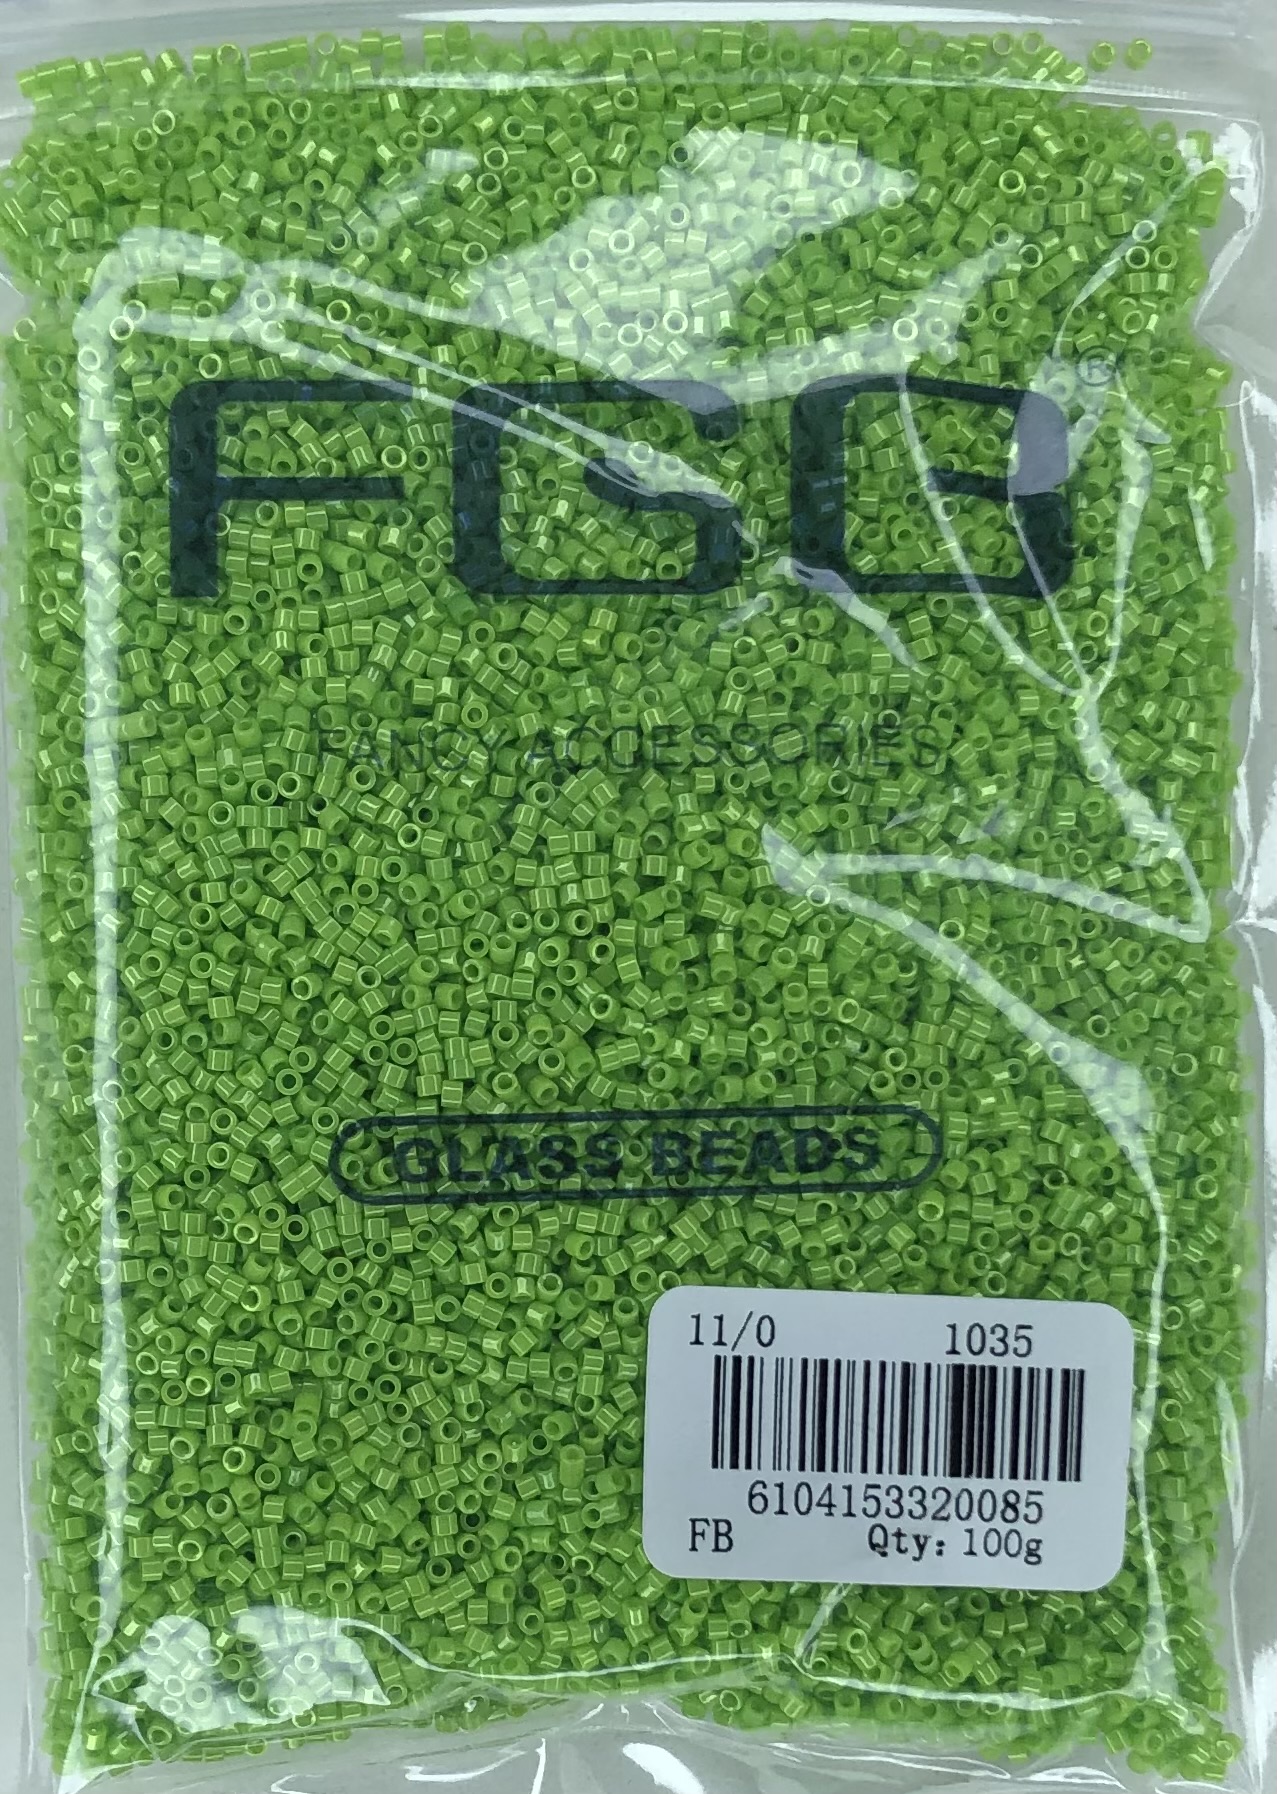 FGB®
FANCY ACCESSORIES
GLASS BEADS
11/0 1035
6104153320085
FB Qty: 100g